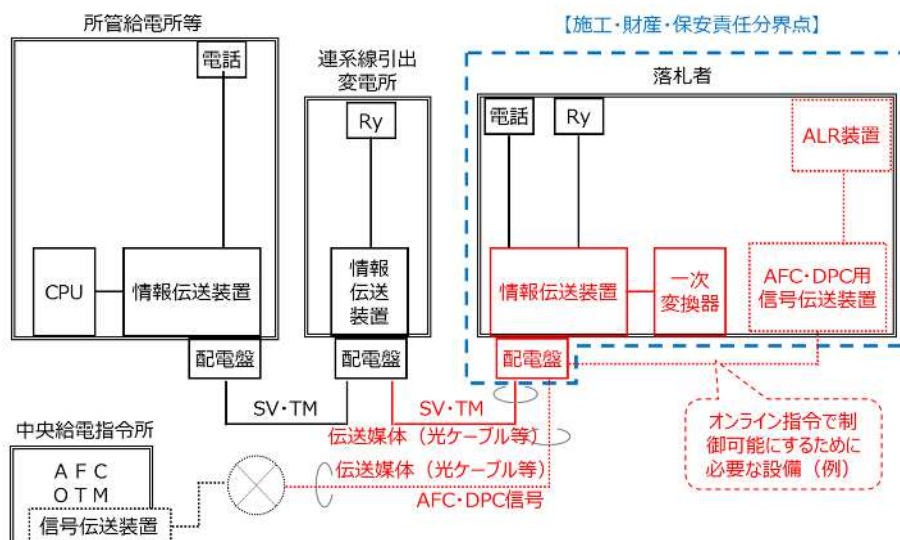 所管給電所等
電話
CPU
情報伝送装置
配電盤
連系線引出
変電所
Ry
情報
伝送
装置
配電盤
【施工・財産・保安責任分界点】
落札者
電話
Ry
ALR装置
情報伝送装置
一次
変換器
AFC・DPC用
信号伝送装置
配電盤
SV・TM
SV・TM
伝送媒体（光ケーブル等）
オンライン指令で制
御可能にするために
必要な設備（例）
中央給電指令所
ＡＦＣ
ＯＴＭ
信号伝送装置
伝送媒体（光ケーブル等）
AFC・DPC信号